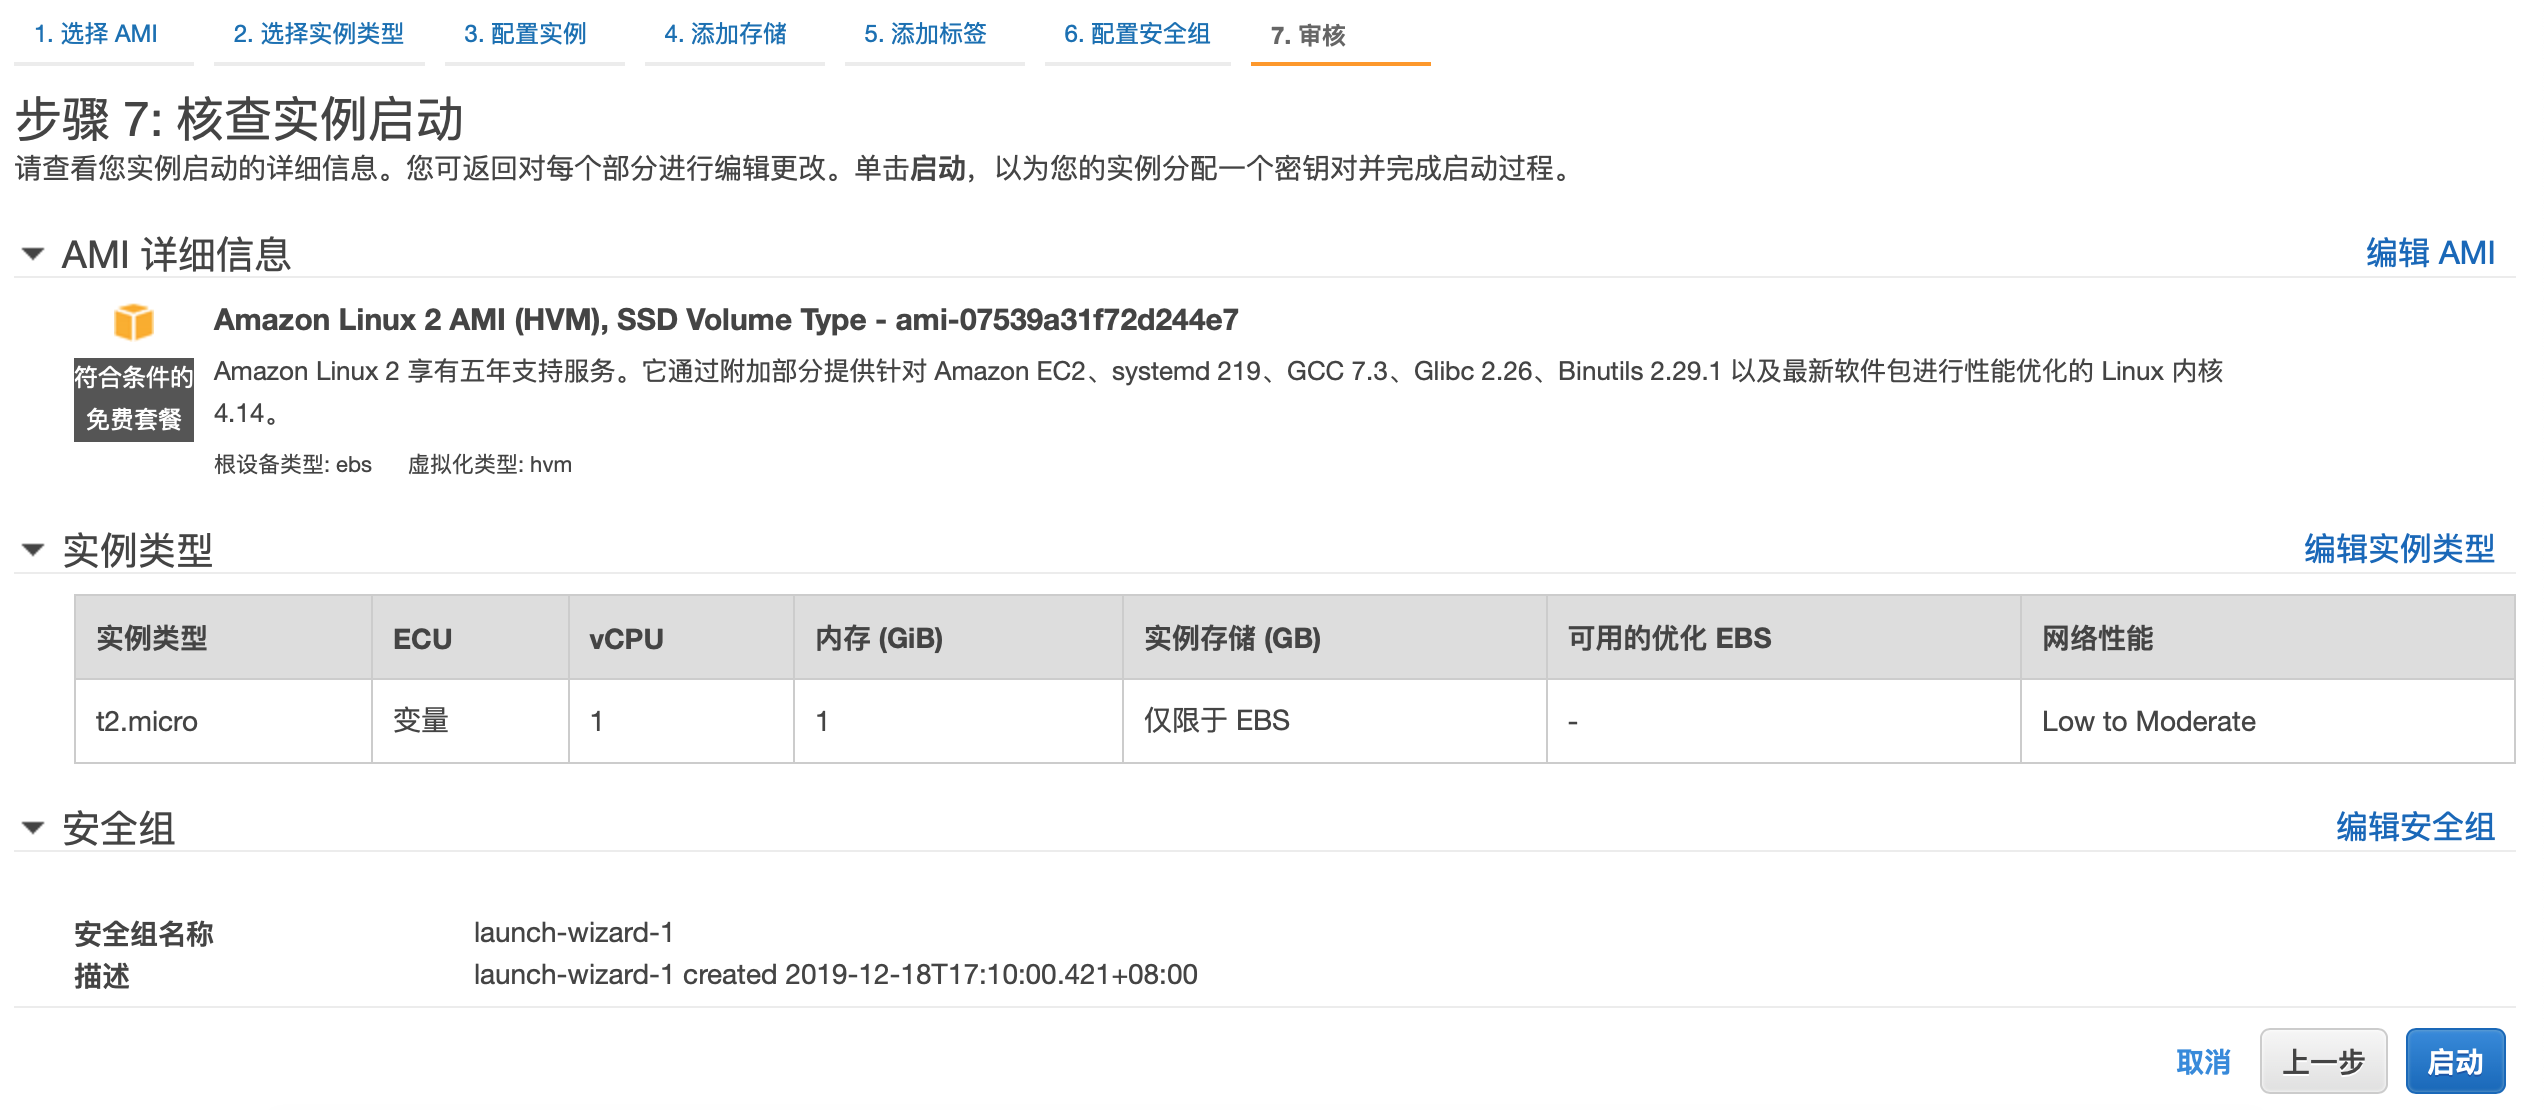 1. 选择 AMI 2. 选择实例类型 3. 配置实例 4. 添加存储 5. 添加标签 6. 配置安全组 7. 审核
步骤 7: 核查实例启动
请查看您实例启动的详细信息。您可返回对每个部分进行编辑更改。单击启动，以为您的实例分配一个密钥对并完成启动过程。
AMI 详细信息 编辑 AMI
Amazon Linux 2 AMI (HVM), SSD Volume Type - ami-07539a31f72d244e7
符合条件的
免费套餐
Amazon Linux 2 享有五年支持服务。它通过附加部分提供针对 Amazon EC2、systemd 219、GCC 7.3、Glibc 2.26、Binutils 2.29.1 以及最新软件包进行性能优化的 Linux 内核
4.14。
根设备类型: ebs 虚拟化类型: hvm
实例类型 编辑实例类型
实例类型 ECU vCPU 内存 (GiB) 实例存储 (GB) 可用的优化 EBS 网络性能
t2.micro 变量 1 1 仅限于 EBS - Low to Moderate
安全组 编辑安全组
安全组名称 launch-wizard-1
描述 launch-wizard-1 created 2019-12-18T17:10:00.421+08:00
取消 上一步 启动